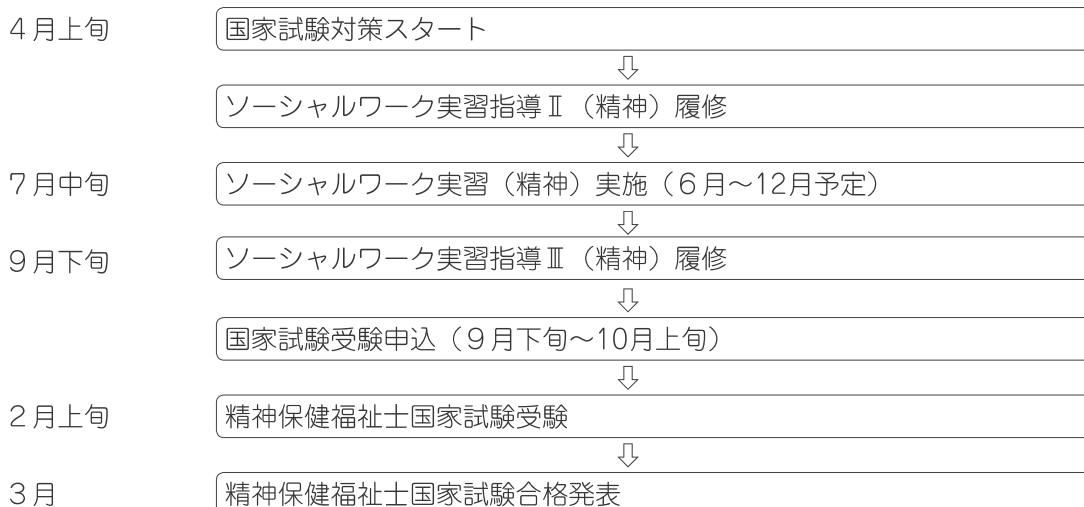 4月上旬 国家試験対策スタート
⇩
ソーシャルワーク実習指導Ⅱ（精神）履修
⇩
7月中旬 ソーシャルワーク実習（精神）実施（6月～12月予定）
⇩
9月下旬 ソーシャルワーク実習指導Ⅲ（精神）履修
⇩
国家試験受験申込（9月下旬～10月上旬）
⇩
2月上旬 精神保健福祉士国家試験受験
⇩
3月 精神保健福祉士国家試験合格発表